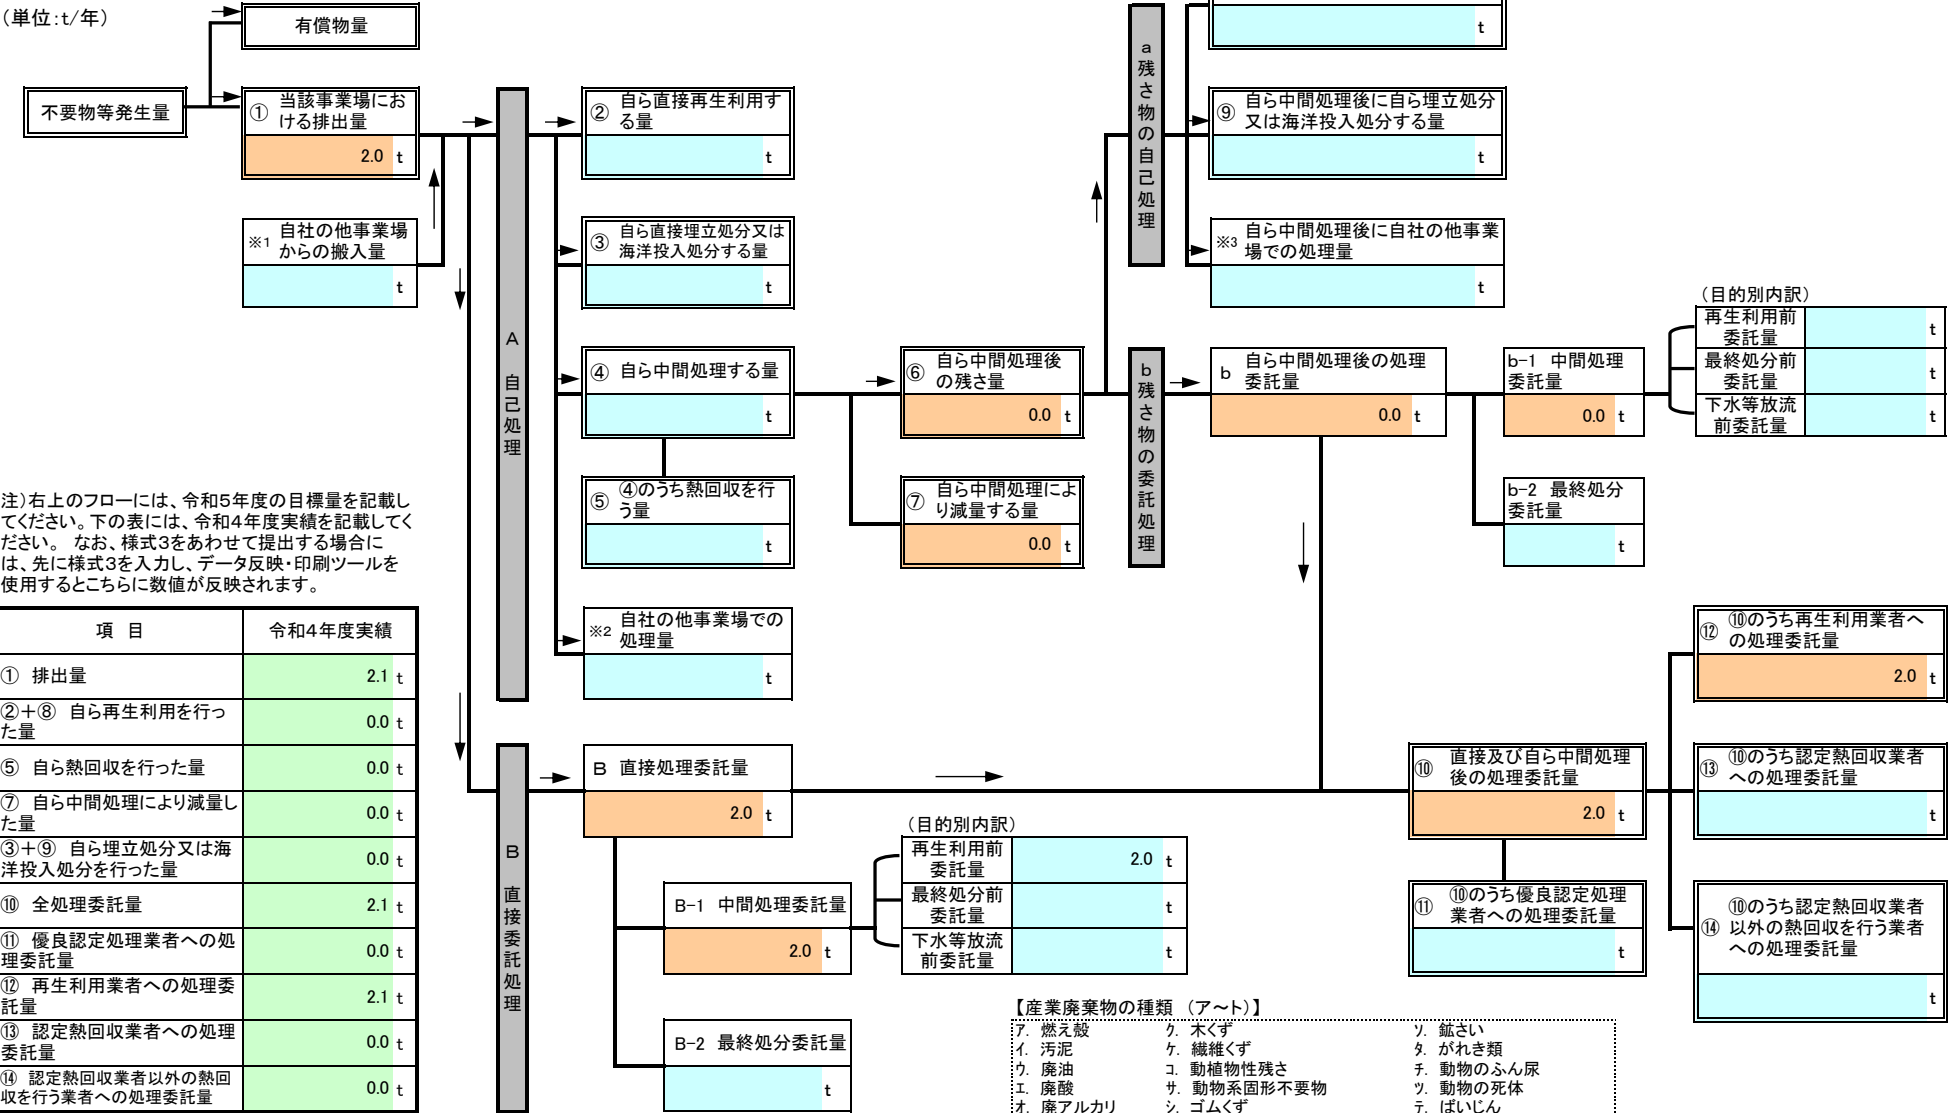 （単位：t/年）
有償物量
不要物等発生量
① 当該事業場にお
ける排出量
2.0 t
※1 自社の他事業場
からの搬入量
t
A 自己処理
② 自ら直接再生利用す
る量
t
③ 自ら直接埋立処分又は
海洋投入処分する量
t
④ 自ら中間処理する量
t
⑤ ④のうち熱回収を行
う量
t
※2 自社の他事業場での
処理量
t
⑥ 自ら中間処理後
の残さ量
0.0 t
⑦ 自ら中間処理によ
り減量する量
0.0 t
a 残さ物の自己処理
t
⑨ 自ら中間処理後に自ら埋立処分
又は海洋投入処分する量
t
※3 自ら中間処理後に自社の他事業
場での処理量
t
b 残さ物の委託処理
b 自ら中間処理後の処理
委託量
0.0 t
b-1 中間処理
委託量
0.0 t
b-2 最終処分
委託量
t
（目的別内訳）
再生利用前
委託量 t
最終処分前
委託量 t
下水等放流
前委託量 t
注）右上のフローには、令和５年度の目標量を記載し
てください。下の表には、令和４年度実績を記載してく
ださい。 なお、様式３をあわせて提出する場合に
は、先に様式３を入力し、データ反映・印刷ツールを
使用するとこちらに数値が反映されます。
項 目 令和４年度実績
① 排出量 2.1 t
②＋⑧ 自ら再生利用を行っ
た量 0.0 t
⑤ 自ら熱回収を行った量 0.0 t
⑦ 自ら中間処理により減量し
た量 0.0 t
③＋⑨ 自ら埋立処分又は海
洋投入処分を行った量 0.0 t
⑩ 全処理委託量 2.1 t
⑪ 優良認定処理業者への処
理委託量 0.0 t
⑫ 再生利用業者への処理委
託量 2.1 t
⑬ 認定熱回収業者への処理
委託量 0.0 t
⑭ 認定熱回収業者以外の熱回
収を行う業者への処理委託量 0.0 t
B 直接委託処理
B 直接処理委託量
2.0 t
B-1 中間処理委託量
2.0 t
B-2 最終処分委託量
t
（目的別内訳）
再生利用前
委託量 2.0 t
最終処分前
委託量 t
下水等放流
前委託量 t
⑩ 直接及び自ら中間処理
後の処理委託量
2.0 t
⑪ ⑩のうち優良認定処理
業者への処理委託量
t
⑫ ⑩のうち再生利用業者へ
の処理委託量
2.0 t
⑬ ⑩のうち認定熱回収業者
への処理委託量
t
⑭ ⑩のうち認定熱回収業者
以外の熱回収を行う業者
への処理委託量
t
【産業廃棄物の種類 （ア～ト）】
ア. 燃え殻 ク. 木くず ソ. 鉱さい
イ. 汚泥 ケ. 繊維くず タ. がれき類
ウ. 廃油 コ. 動植物性残さ チ. 動物のふん尿
エ. 廃酸 サ. 動物系固形不要物 ツ. 動物の死体
オ. 廃アルカリ シ. ゴムくず テ. ばいじん